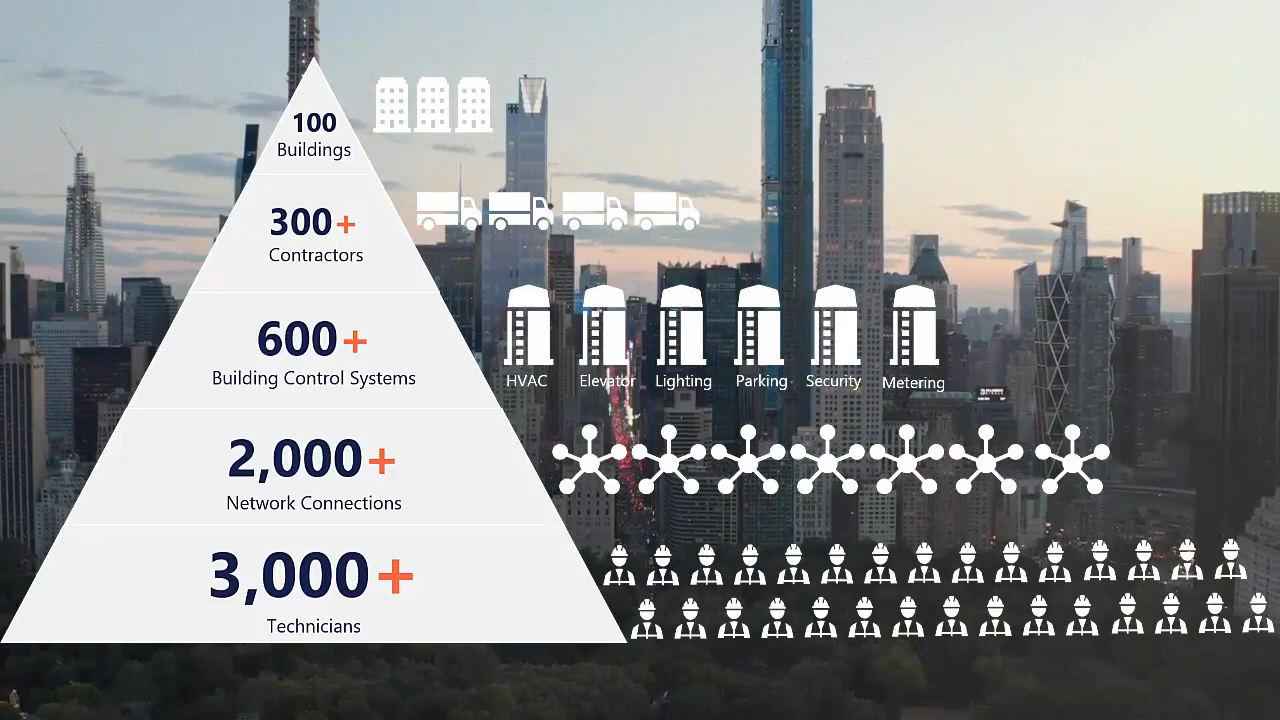 100
Buildings
300+
Contractors
600+
Building Control Systems
HVAC Elevator Lighting Parking Security Metering
2,000+
Network Connections
3,000+
Technicians